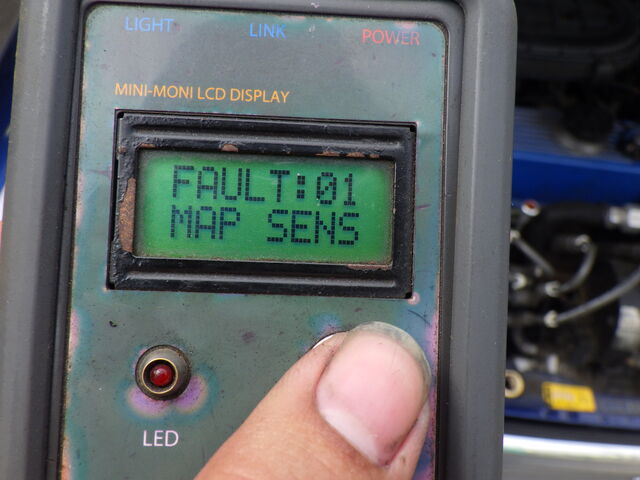 LIGHT LINK POWER
MINI-MONI LCD DISPLAY
FAULT:01
MAP SENS
LED